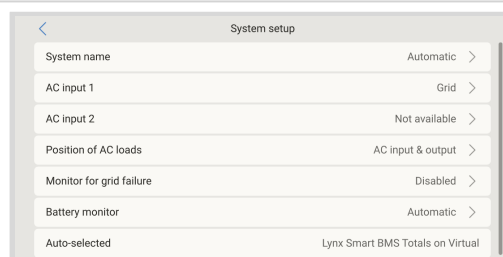 System setup
System name Automatic
AC input 1 Grid
AC input 2 Not available
Position of AC loads AC input & output
Monitor for grid failure Disabled
Battery monitor Automatic
Auto-selected Lynx Smart BMS Totals on Virtual